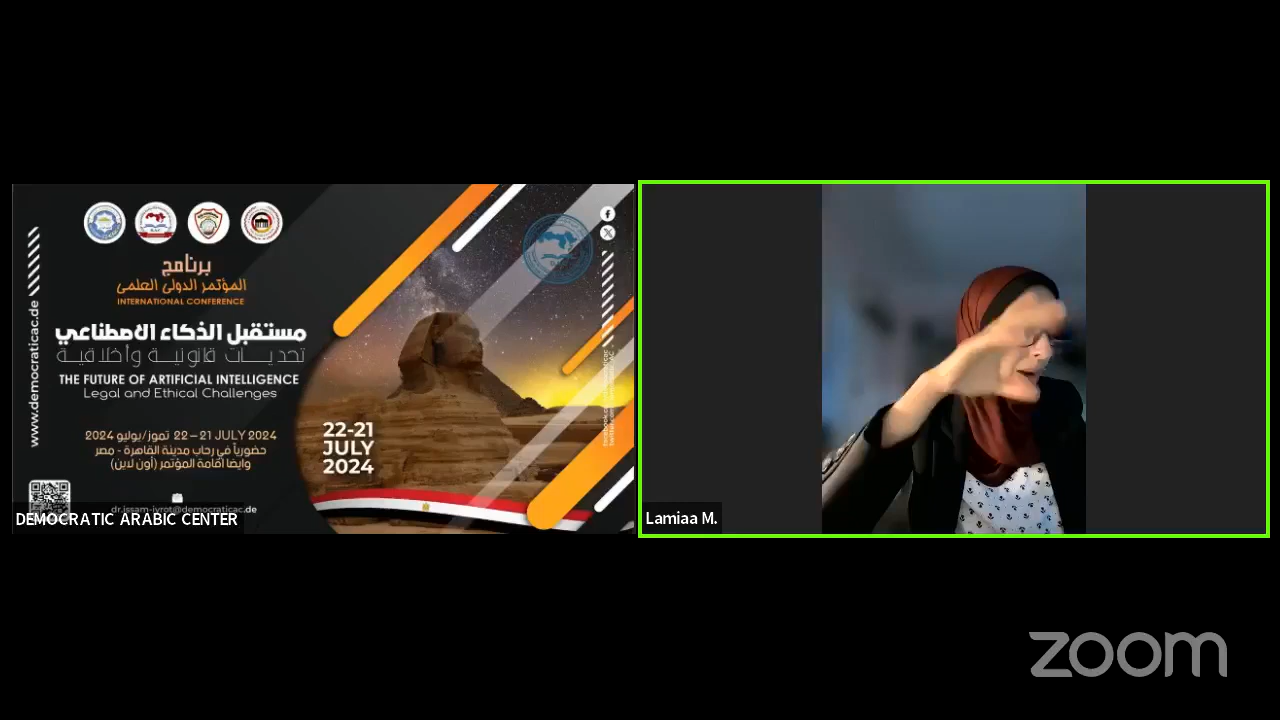 www.democraticac.de
برنامج
المؤتمر الدولي العلمي
INTERNATIONAL CONFERENCE
مستقبل الذكاء الاصطناعي
تحديات قانونية وأخلاقية
THE FUTURE OF ARTIFICIAL INTELLIGENCE
Legal and Ethical Challenges
21 – 22 تموز/يوليو 2024 JULY 2024
حضورياً في رحاب مدينة القاهرة - مصر
وايضا أقامة المؤتمر (أون لاين)
dr.issam-ivrot@democraticac.de
DEMOCRATIC ARABIC CENTER
22-21
JULY
2024
Lamiaa M.
zoom